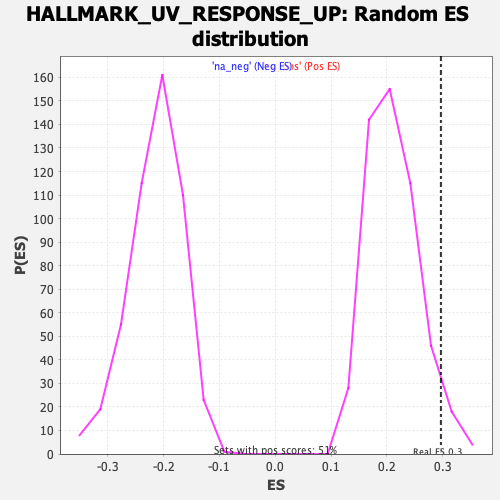 HALLMARK_UV_RESPONSE_UP: Random ES
distribution
'na_neg' (Neg ES)
(Pos ES)
160
150
140
130
120
110
100
90
80
70
60
50
40
30
20
10
0
P(ES)
Sets with pos scores: 51%
Real ES 0.3
-0.3 -0.2 -0.1 0.0 0.1 0.2 0.3
ES